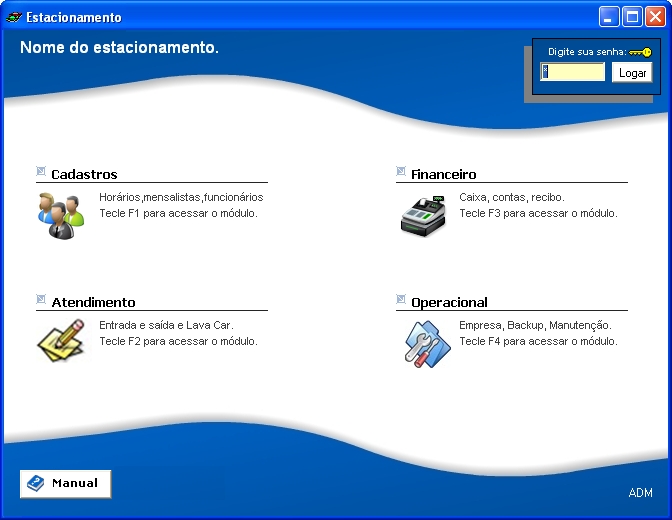 Estacionamento
Nome do estacionamento.
Digite sua senha:
*
Logar
Cadastros
Horários,mensalistas,funcionários
Tecle F1 para acessar o módulo.
Financeiro
Caixa, contas, recibo.
Tecle F3 para acessar o módulo.
Atendimento
Entrada e saída e Lava Car.
Tecle F2 para acessar o módulo.
Operacional
Empresa, Backup, Manutenção.
Tecle F4 para acessar o módulo.
Manual
ADM